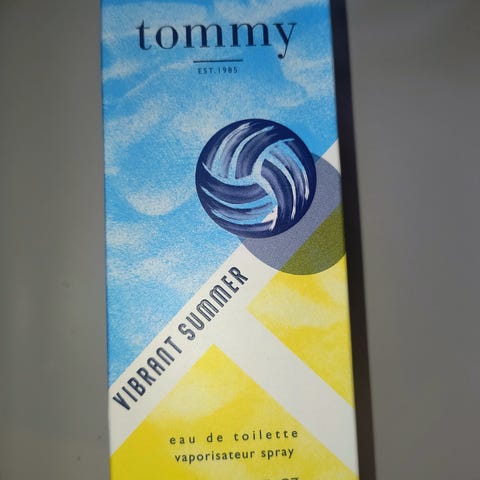 tommy
EST.1985
VIBRANT SUMMER
eau de toilette
vaporisateur spray